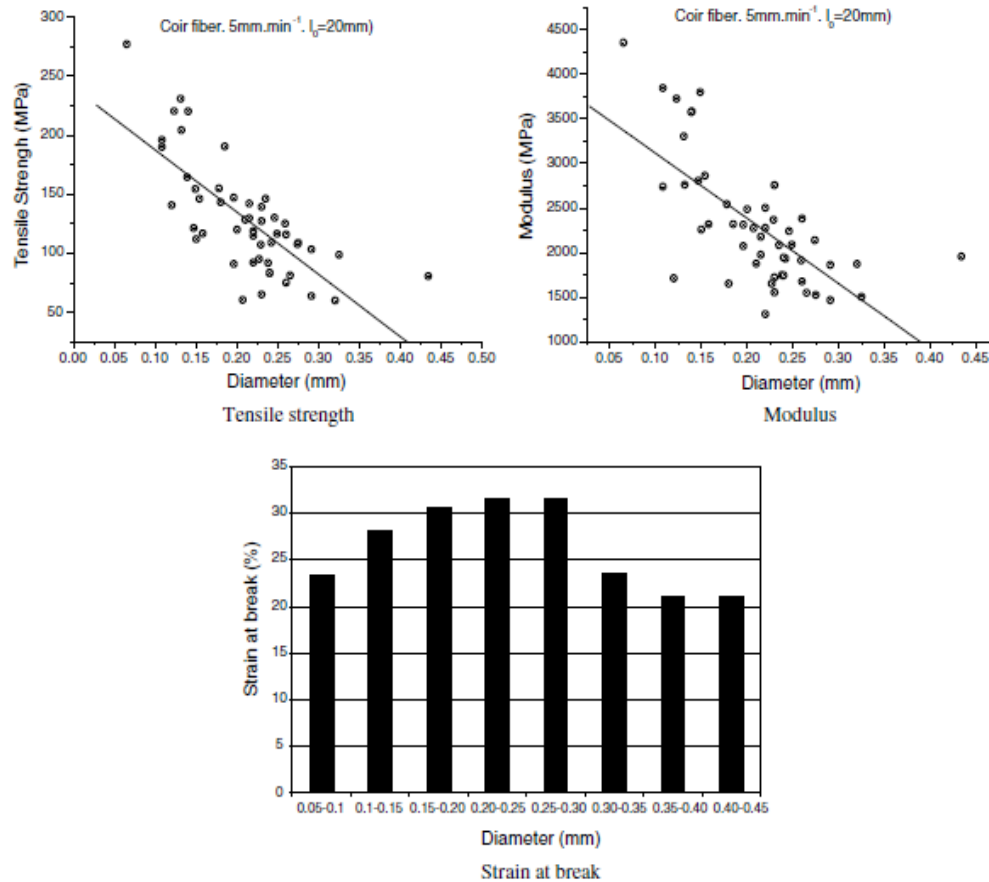 Coir fiber. 5mm.min⁻¹. l₀=20mm)
Tensile Strengh (MPa)
300
250
200
150
100
50
0.00 0.05 0.10 0.15 0.20 0.25 0.30 0.35 0.40 0.50
Diameter (mm)
Tensile strength
Coir fiber. 5mm.min⁻¹. l₀=20mm)
Modulus (MPa)
4500
4000
3500
3000
2500
2000
1500
1000
0.05 0.10 0.15 0.20 0.25 0.30 0.35 0.40 0.45
Diameter (mm)
Modulus
Strain at break (%)
35
30
25
20
15
10
5
0
0.05-0.1 0.1-0.15 0.15-0.20 0.20-0.25 0.25-0.30 0.30-0.35 0.35-0.40 0.40-0.45
Diameter (mm)
Strain at break